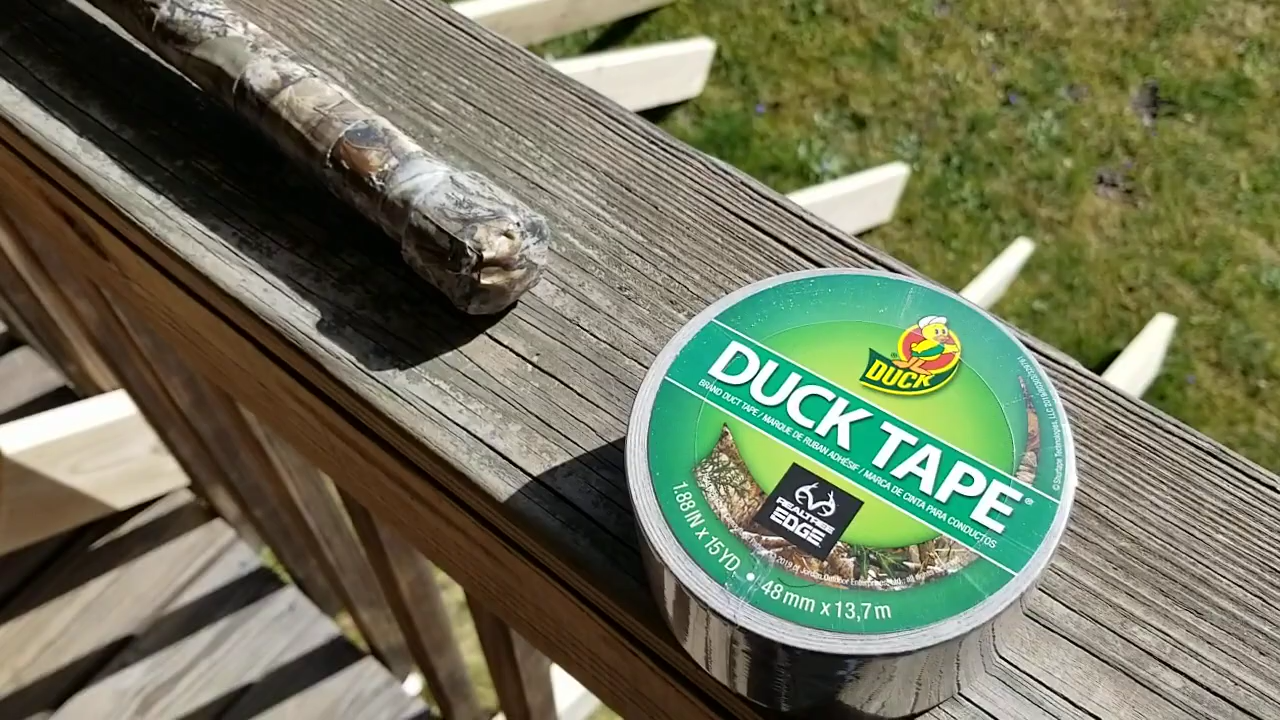 DUCK
DUCK TAPE®
BRAND DUCT TAPE / MARQUE DE RUBAN ADHÉSIF / MARCA DE CINTA PARA CONDUCTOS
REALTREE
EDGE
1.88 IN x 15 YD. • 48 mm x 13,7 m